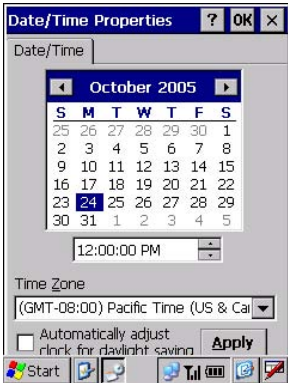 Date/Time Properties ? OK ×
Date/Time
October 2005
S M T W T F S
25 26 27 28 29 30 1
2 3 4 5 6 7 8
9 10 11 12 13 14 15
16 17 18 19 20 21 22
23 24 25 26 27 28 29
30 31 1 2 3 4 5
12:00:00 PM
Time Zone
(GMT-08:00) Pacific Time (US & Ca
Automatically adjust
clock for daylight saving
Apply
Start